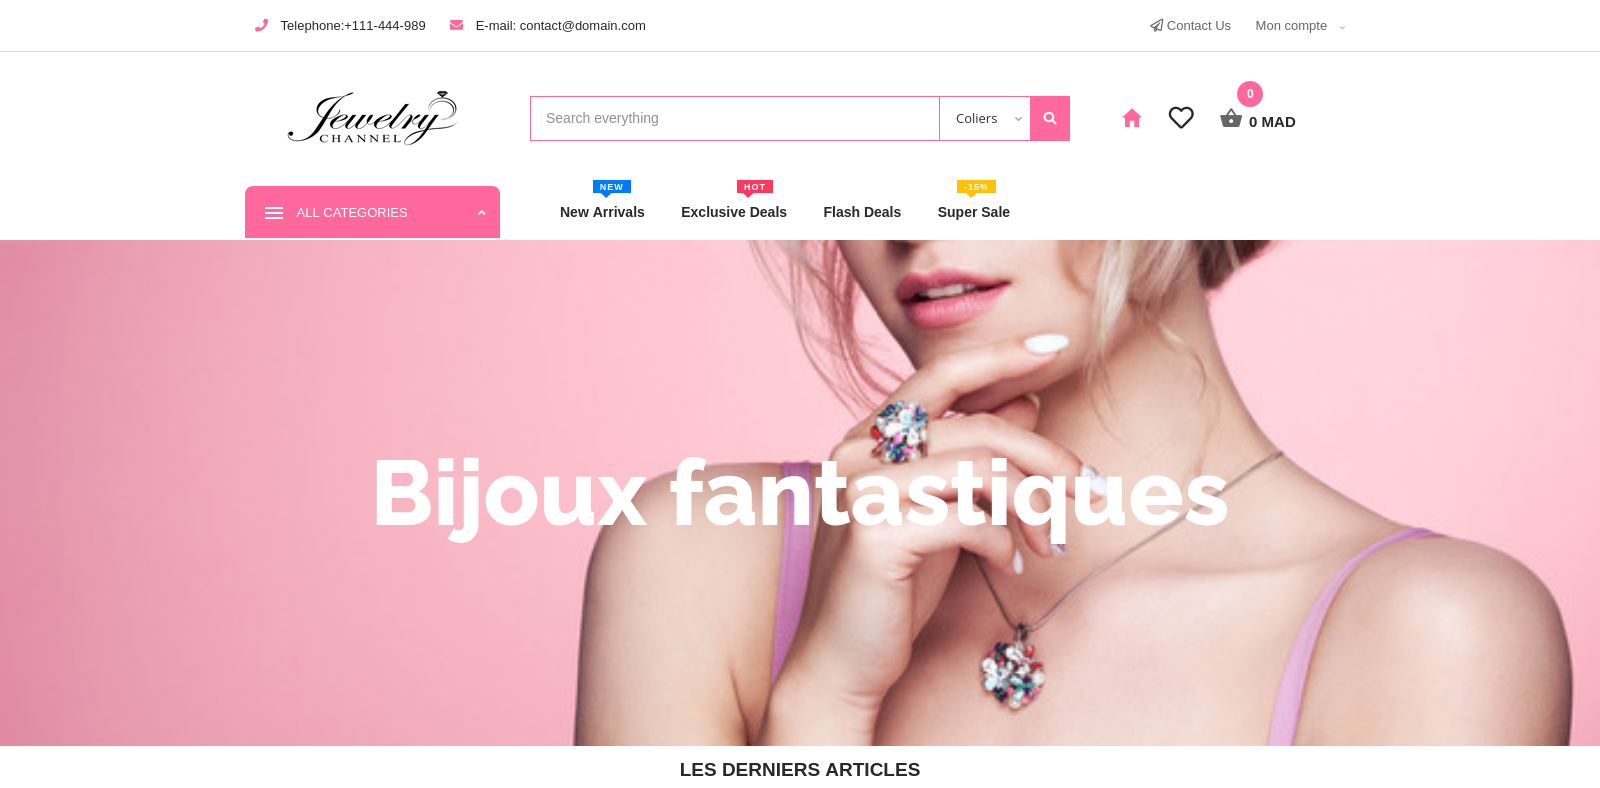 Telephone:+111-444-989
E-mail: contact@domain.com
Contact Us
Mon compte
Jewelry
CHANNEL
Search everything
Coliers
0
0 MAD
ALL CATEGORIES
NEW
New Arrivals
HOT
Exclusive Deals
Flash Deals
-15%
Super Sale
Bijoux fantastiques
LES DERNIERS ARTICLES